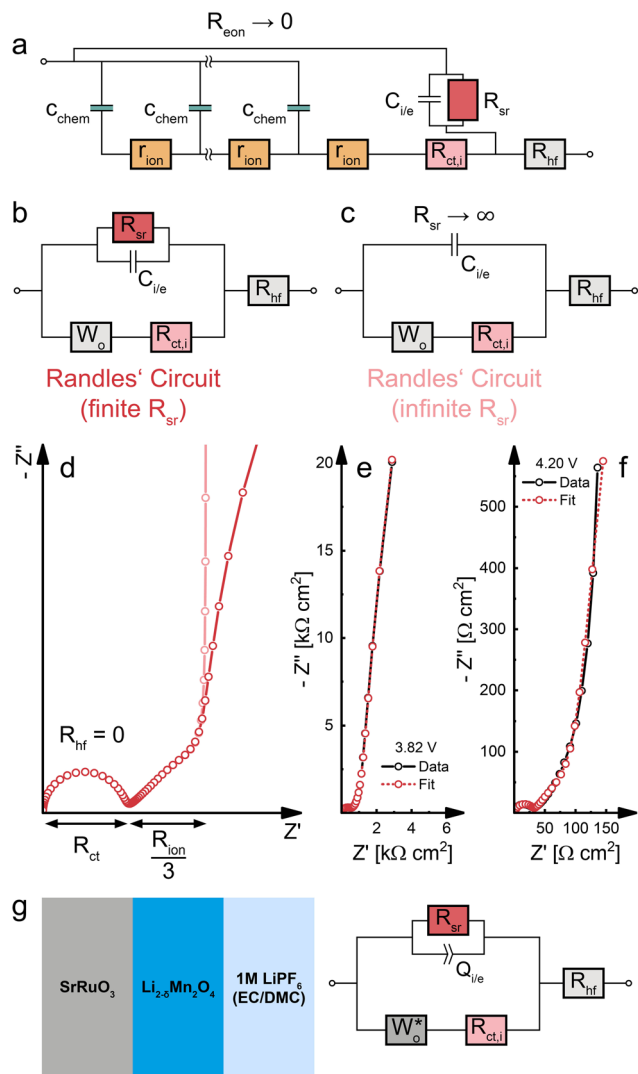 a
R_eon → 0
c_chem
c_chem
c_chem
C_i/e
R_sr
r_ion
r_ion
r_ion
R_ct,i
R_hf
b
R_sr
C_i/e
R_hf
W_o
R_ct,i
Randles‘ Circuit
(finite R_sr)
c
R_sr → ∞
C_i/e
R_hf
W_o
R_ct,i
Randles‘ Circuit
(infinite R_sr)
d
- Z''
R_hf = 0
Z'
R_ct
R_ion
3
e
20
15
10
5
- Z'' [kΩ cm²]
3.82 V
Data
Fit
2 4 6
Z' [kΩ cm²]
f
4.20 V
Data
Fit
500
400
300
200
100
- Z'' [Ω cm²]
0 50 100 150
Z' [Ω cm²]
g
SrRuO₃
Li₂₋δMn₂O₄
1M LiPF₆
(EC/DMC)
R_sr
Q_i/e
R_hf
W_o*
R_ct,i